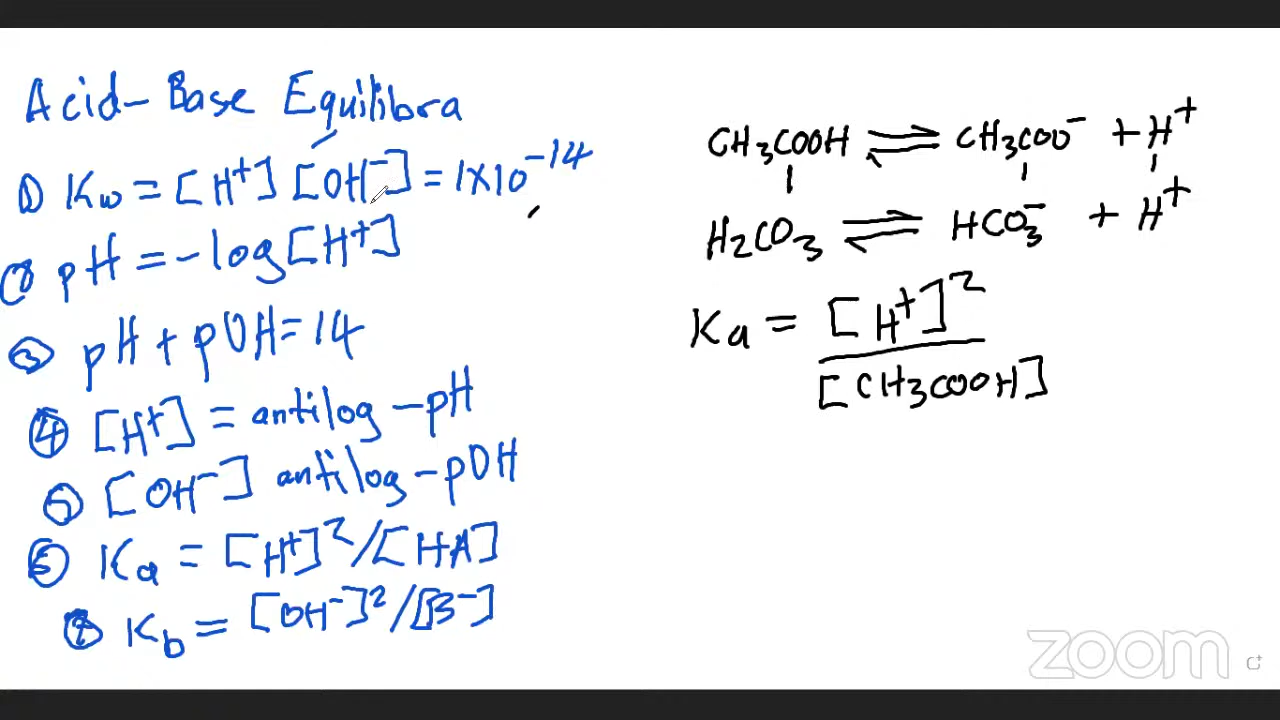 Acid-Base Equilibra
① Kw = [H⁺] [OH⁻] = 1x10⁻¹⁴
② pH = -log[H⁺]
③ pH + pOH = 14
④ [H⁺] = antilog -pH
⑤ [OH⁻] antilog -pOH
⑥ Ka = [H⁺]²/[HA]
⑦ Kb = [OH⁻]²/[B⁻]
CH3COOH ⇌ CH3COO⁻ + H⁺
H2CO3 ⇌ HCO3⁻ + H⁺
Ka = [H⁺]²
[CH3COOH]
zoom